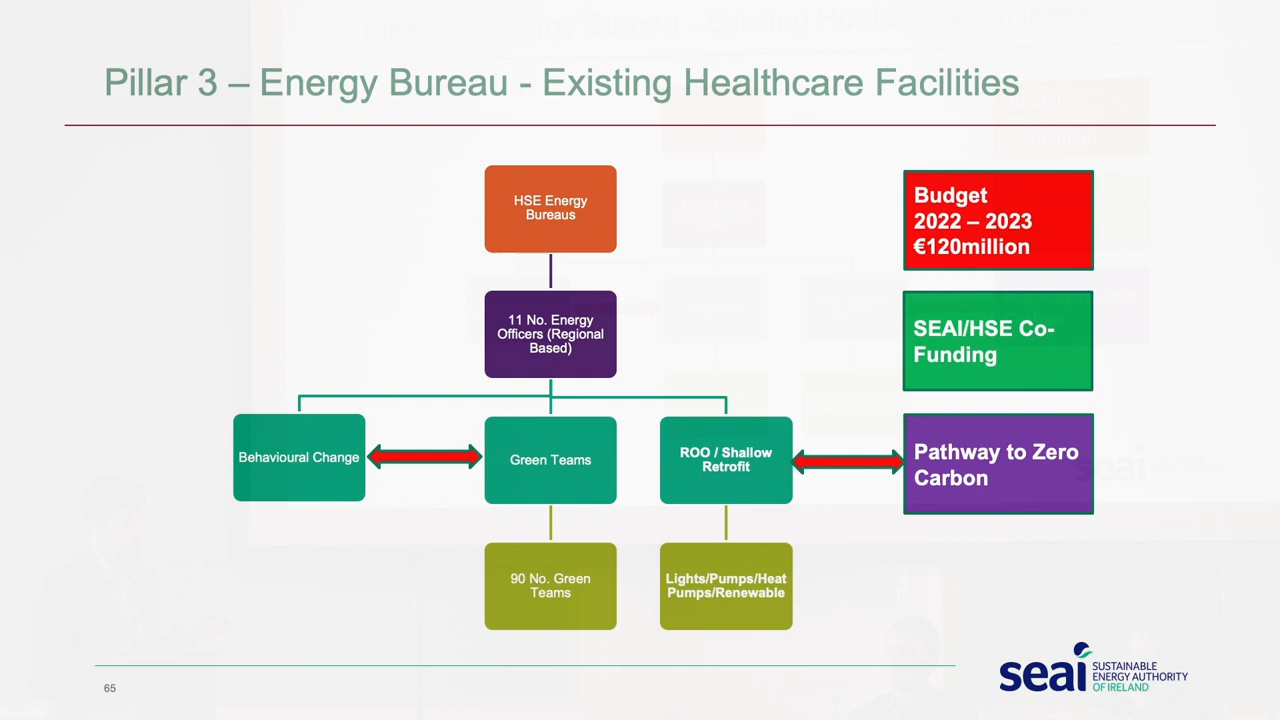 Pillar 3 – Energy Bureau - Existing Healthcare Facilities
HSE Energy
Bureaus
Budget
2022 – 2023
€120million
11 No. Energy
Officers (Regional
Based)
SEAI/HSE Co-
Funding
Behavioural Change
Green Teams
ROO / Shallow
Retrofit
Pathway to Zero
Carbon
90 No. Green
Teams
Lights/Pumps/Heat
Pumps/Renewable
65
seai
SUSTAINABLE
ENERGY AUTHORITY
OF IRELAND